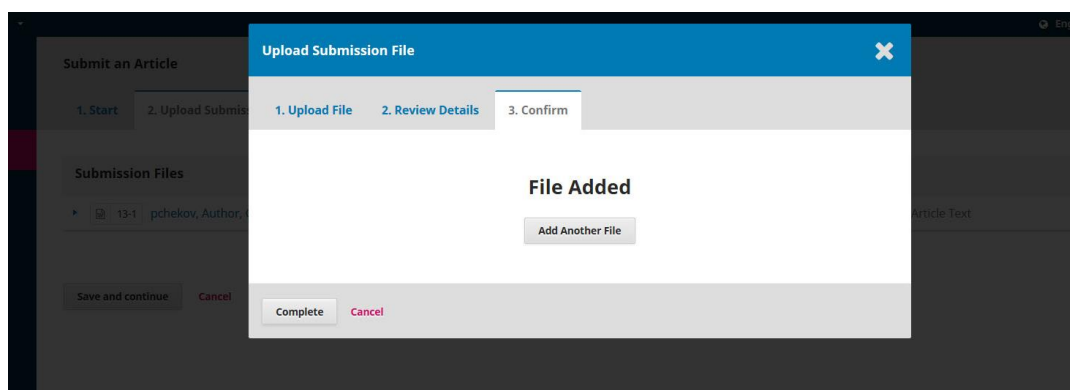 Eng
Submit an Article
1. Start 2. Upload Submis
Submission Files
13-1 pchekov, Author,
Article Text
Save and continue Cancel
Upload Submission File
1. Upload File 2. Review Details 3. Confirm
File Added
Add Another File
Complete Cancel